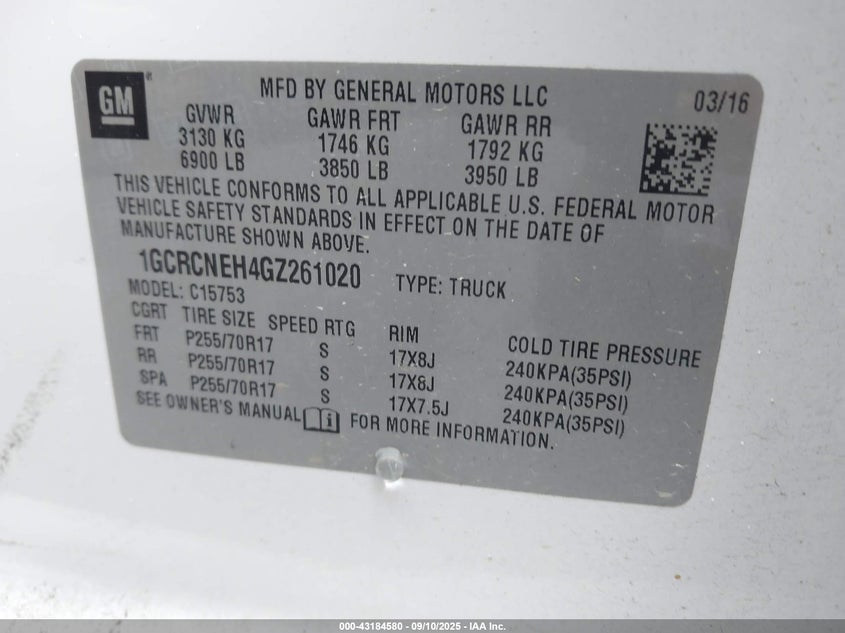 GM
MFD BY GENERAL MOTORS LLC
03/16
GVWR GAWR FRT GAWR RR
3130 KG 1746 KG 1792 KG
6900 LB 3850 LB 3950 LB
THIS VEHICLE CONFORMS TO ALL APPLICABLE U.S. FEDERAL MOTOR
VEHICLE SAFETY STANDARDS IN EFFECT ON THE DATE OF
MANUFACTURE SHOWN ABOVE.
1GCRCNEH4GZ261020 TYPE: TRUCK
MODEL: C15753
CGRT TIRE SIZE SPEED RTG RIM COLD TIRE PRESSURE
FRT P255/70R17 S 17X8J 240KPA(35PSI)
RR P255/70R17 S 17X8J 240KPA(35PSI)
SPA P255/70R17 S 17X7.5J 240KPA(35PSI)
SEE OWNER'S MANUAL FOR MORE INFORMATION.
000-43184580 - 09/10/2025 - IAA Inc.